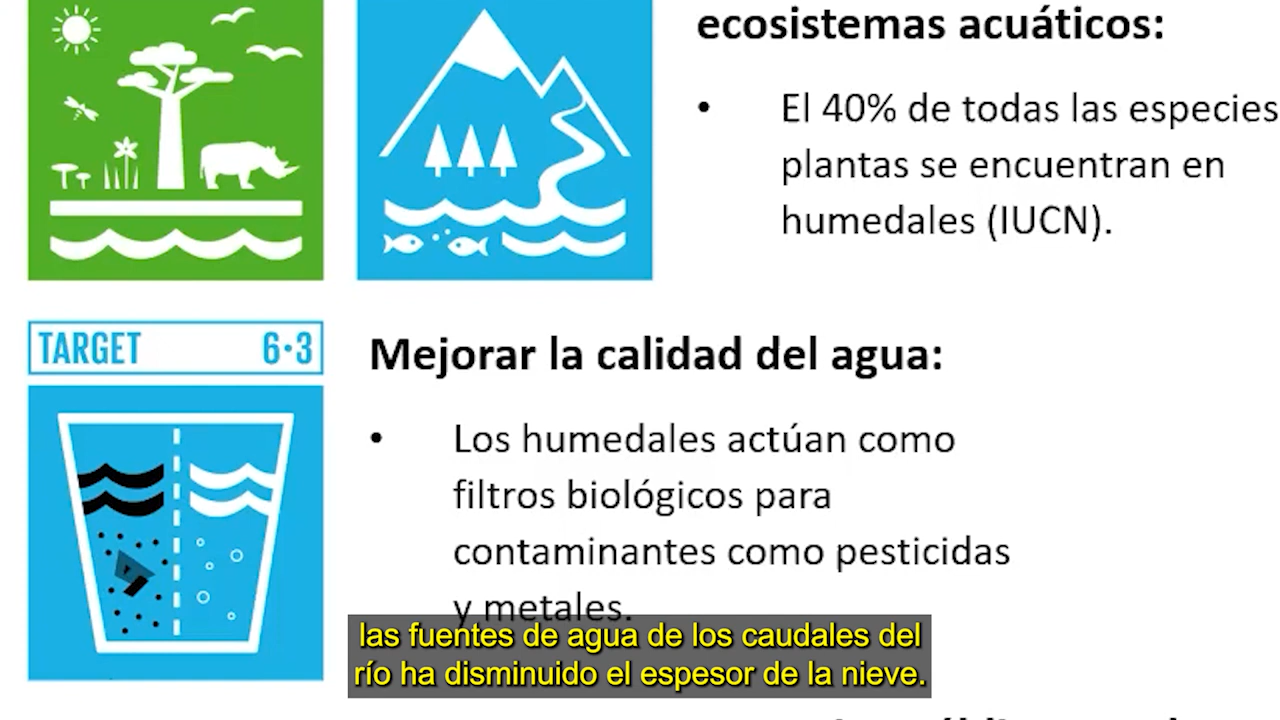 ecosistemas acuáticos:
• El 40% de todas las especies
plantas se encuentran en
humedales (IUCN).
TARGET 6·3
Mejorar la calidad del agua:
• Los humedales actúan como
filtros biológicos para
contaminantes como pesticidas
y metales.
las fuentes de agua de los caudales del
río ha disminuido el espesor de la nieve.